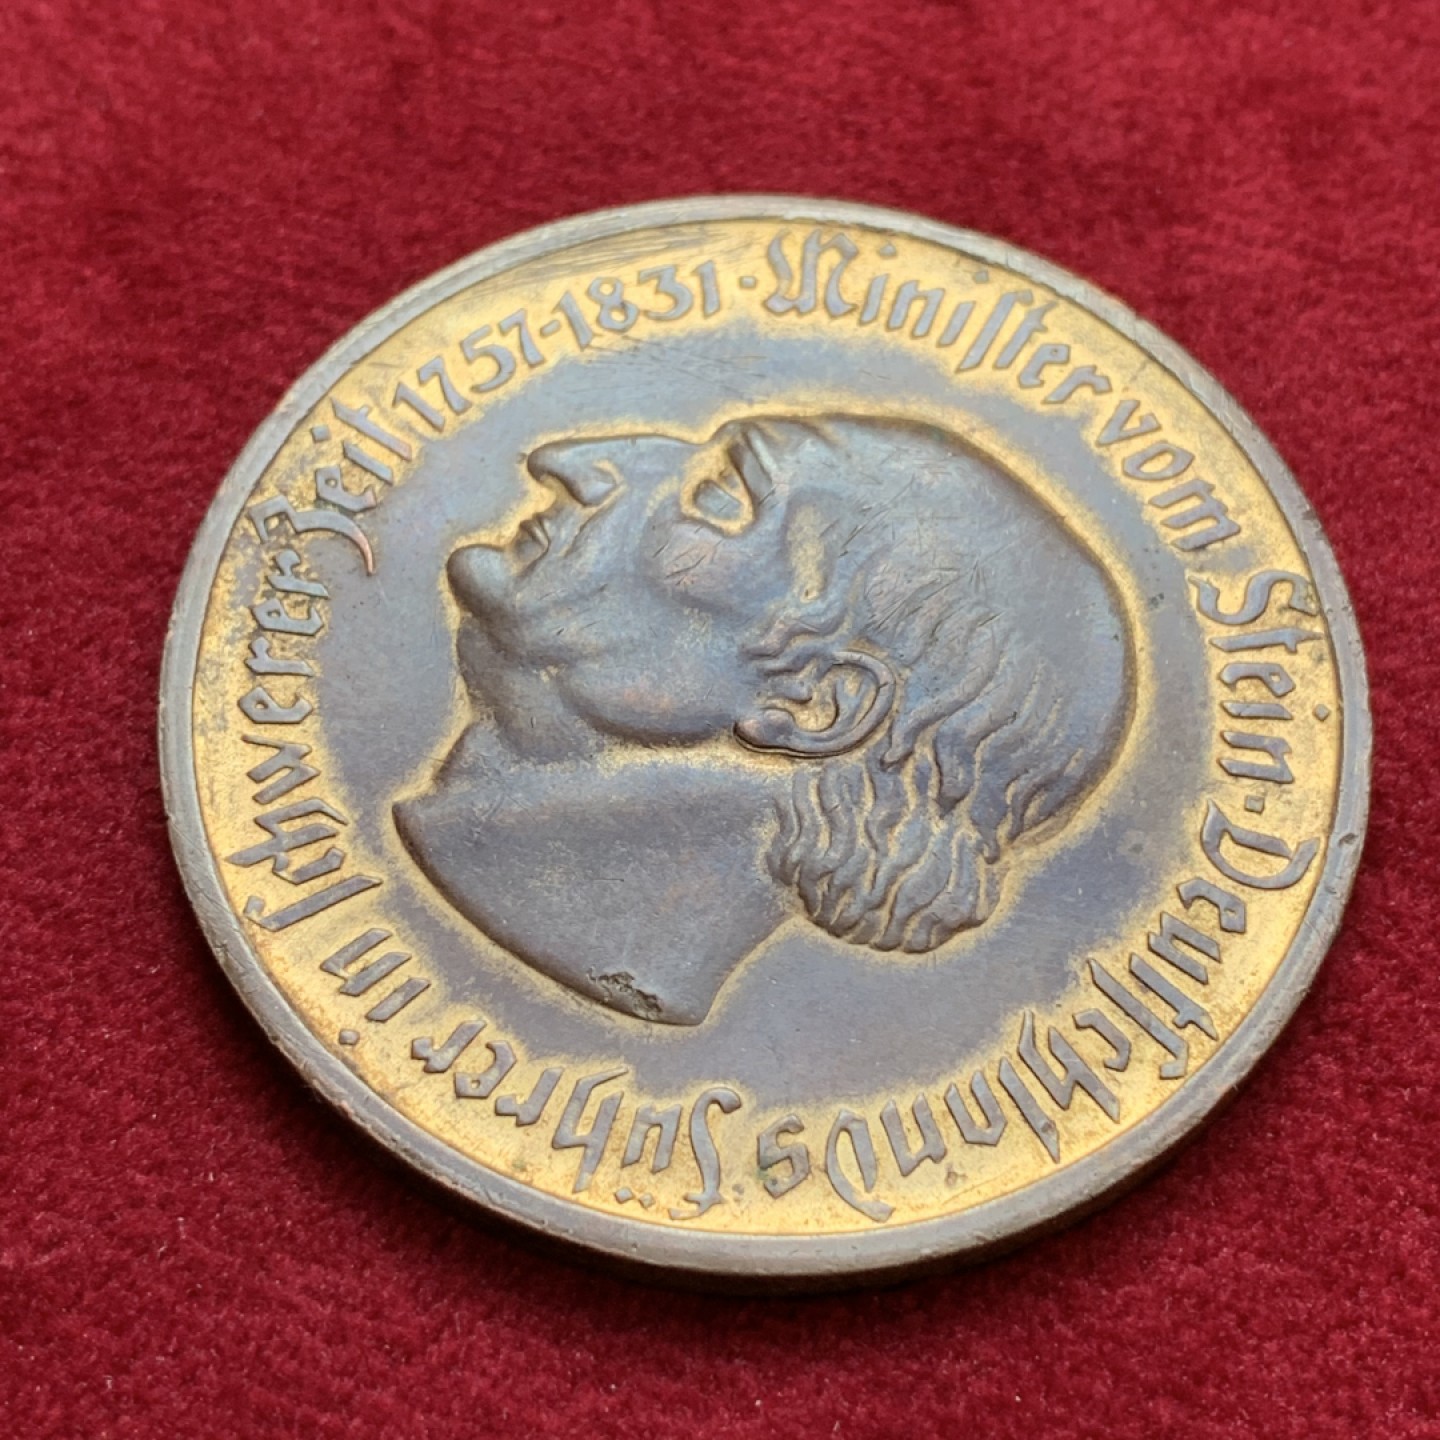 Minister vom Stein · Deutschlands Führer in schwerer Zeit 1757-1831 ·